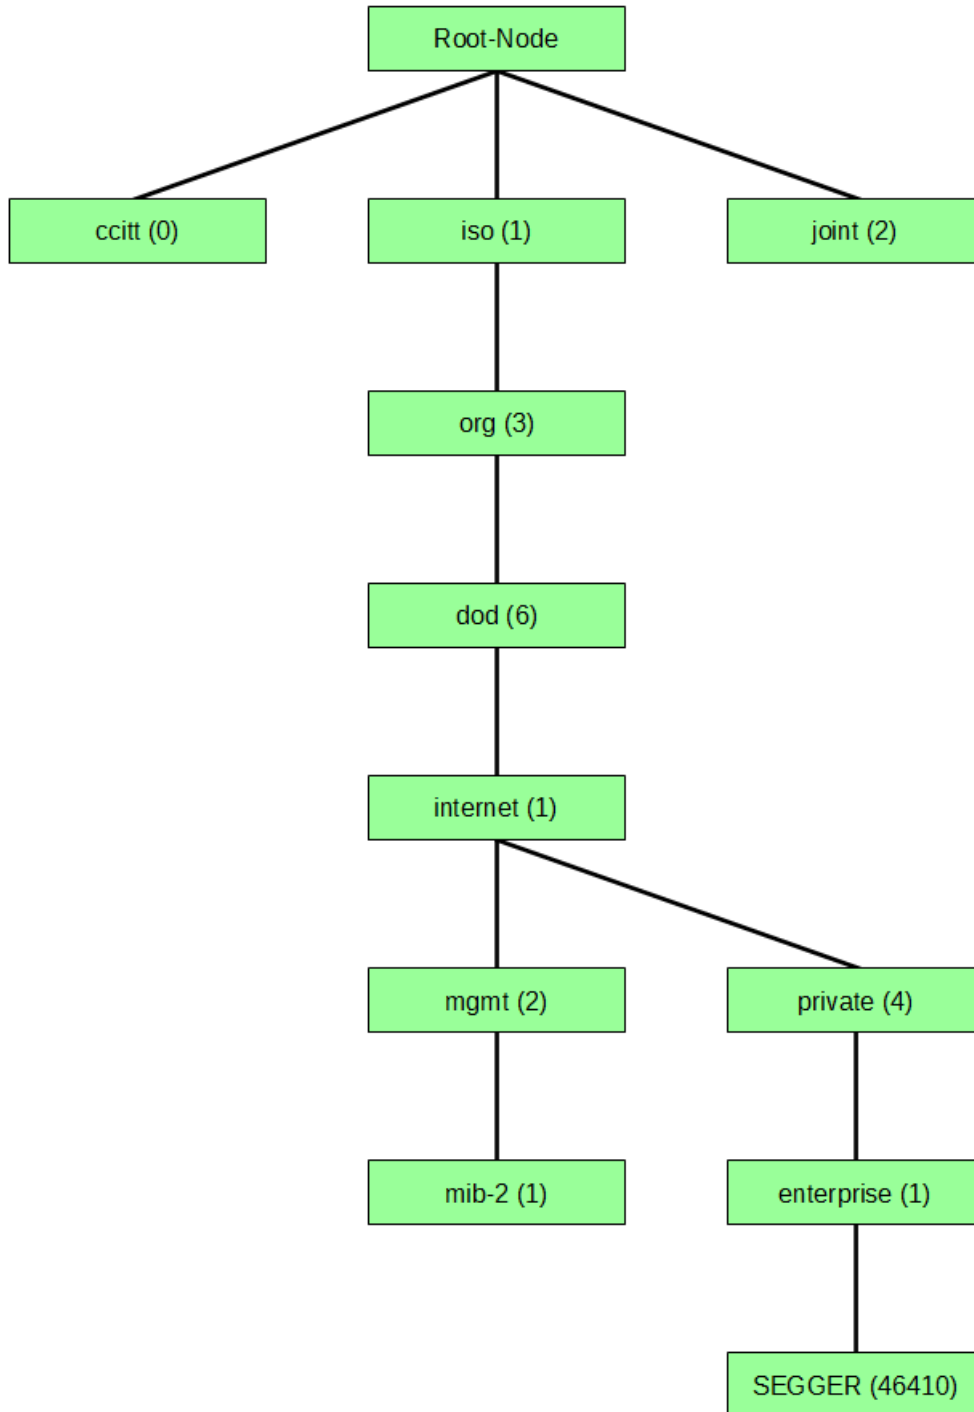 Root-Node
ccitt (0)
iso (1)
joint (2)
org (3)
dod (6)
internet (1)
mgmt (2)
private (4)
mib-2 (1)
enterprise (1)
SEGGER (46410)